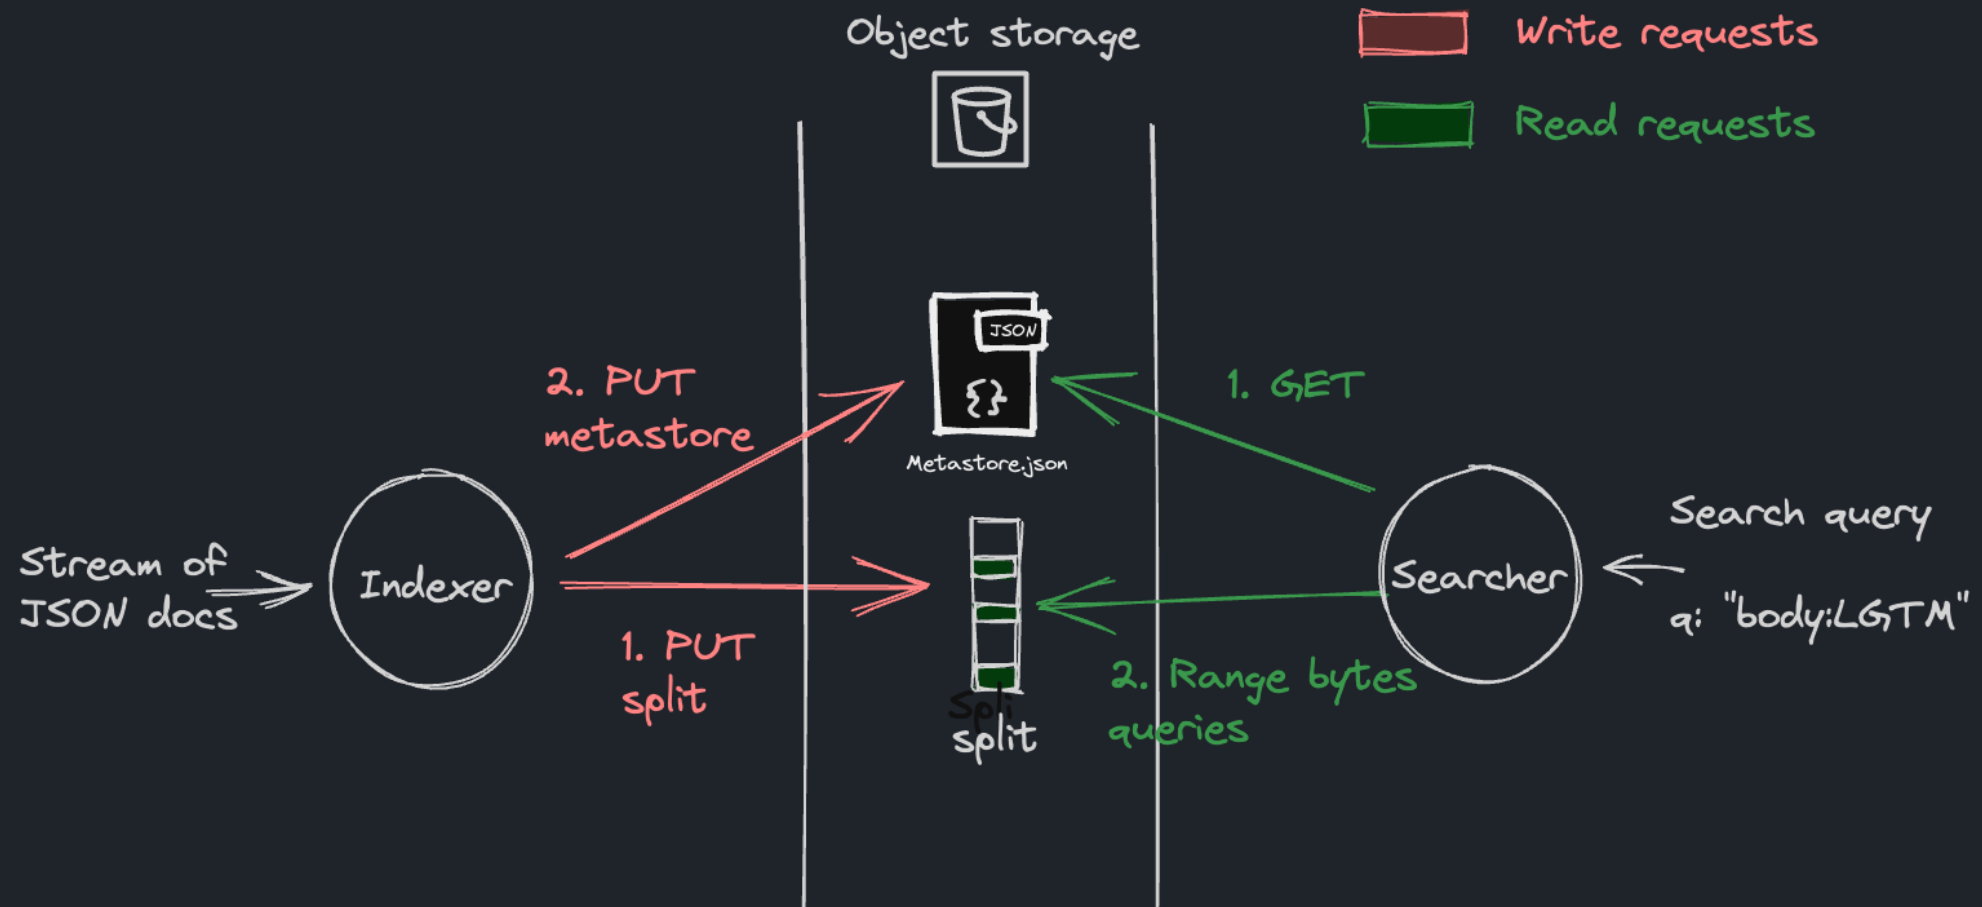 Object storage
Write requests
Read requests
JSON
{}
Metastore.json
2. PUT
metastore
1. GET
Stream of
JSON docs
Indexer
1. PUT
split
Searcher
Search query
q: "body:LGTM"
2. Range bytes
queries
Spli
split